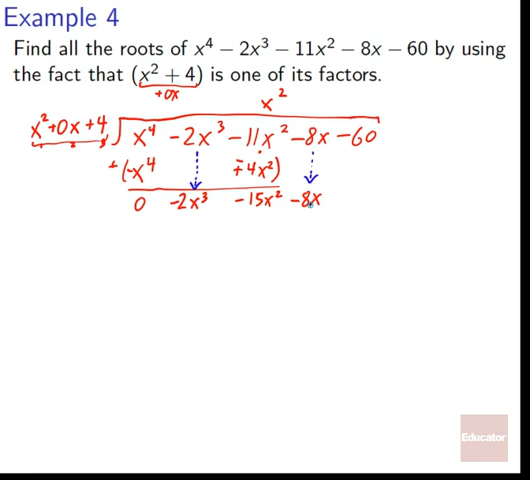 Example 4
Find all the roots of x⁴ − 2x³ − 11x² − 8x − 60 by using
the fact that (x² + 4) is one of its factors.
+0x
x²
x²+0x+4 ) x⁴ -2x³ -11x² -8x -60
+(-x⁴ -4x²)
0 -2x³ -15x² -8x
Educator